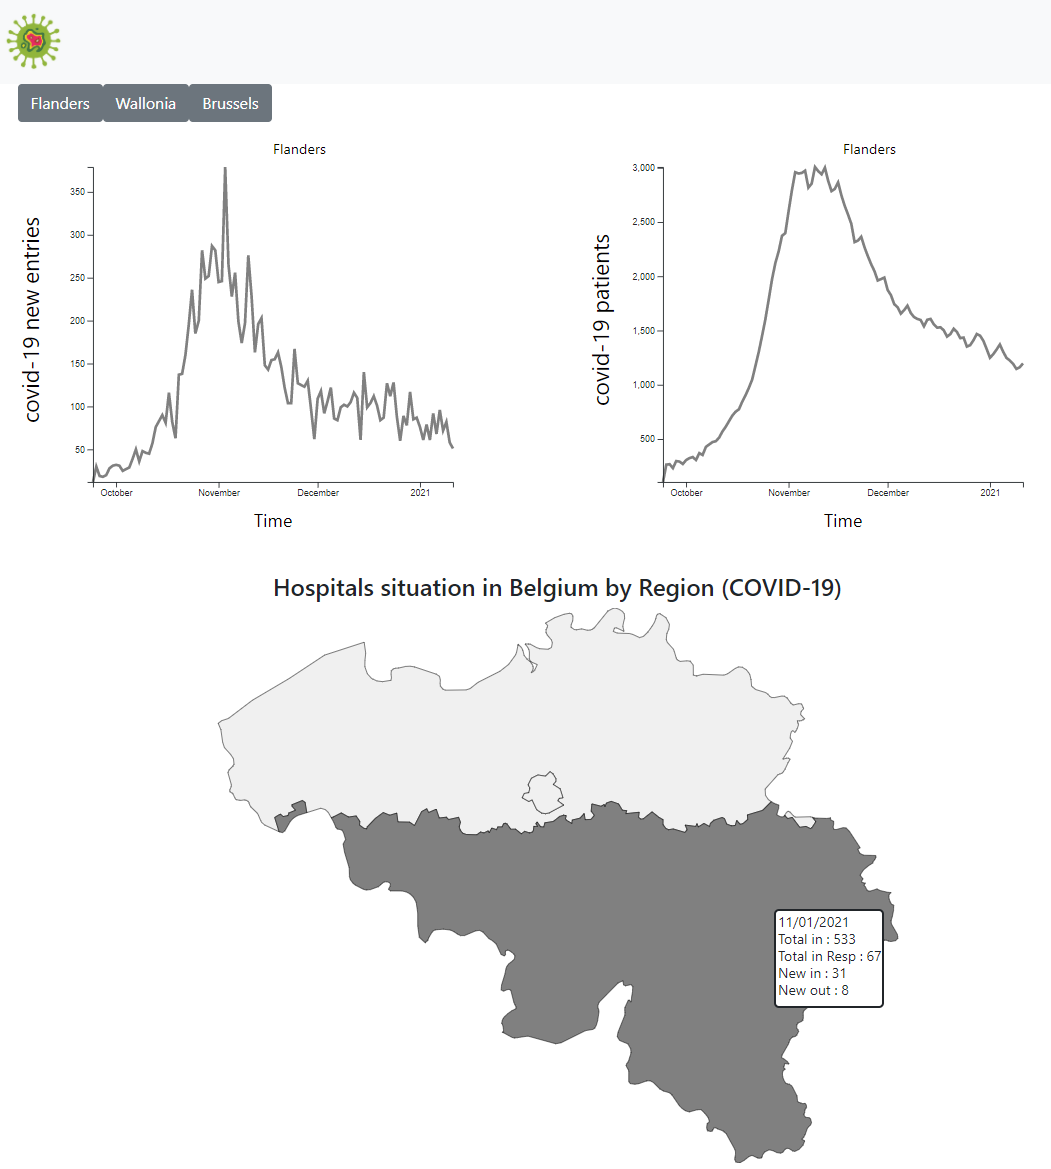 Flanders
Wallonia
Brussels
Flanders
covid-19 new entries
350
300
250
200
150
100
50
October
November
December
2021
Time
Flanders
covid-19 patients
3,000
2,500
2,000
1,500
1,000
500
October
November
December
2021
Time
Hospitals situation in Belgium by Region (COVID-19)
11/01/2021
Total in : 533
Total in Resp : 67
New in : 31
New out : 8